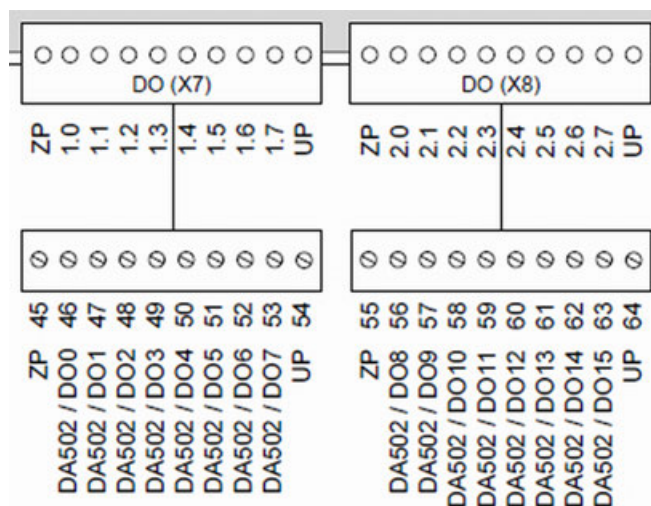 DO (X7)
DO (X8)
ZP 1.0 1.1 1.2 1.3 1.4 1.5 1.6 1.7 UP
ZP 2.0 2.1 2.2 2.3 2.4 2.5 2.6 2.7 UP
45 46 47 48 49 50 51 52 53 54
55 56 57 58 59 60 61 62 63 64
ZP
DA502 / DO0
DA502 / DO1
DA502 / DO2
DA502 / DO3
DA502 / DO4
DA502 / DO5
DA502 / DO6
DA502 / DO7
UP
ZP
DA502 / DO8
DA502 / DO9
DA502 / DO10
DA502 / DO11
DA502 / DO12
DA502 / DO13
DA502 / DO14
DA502 / DO15
UP